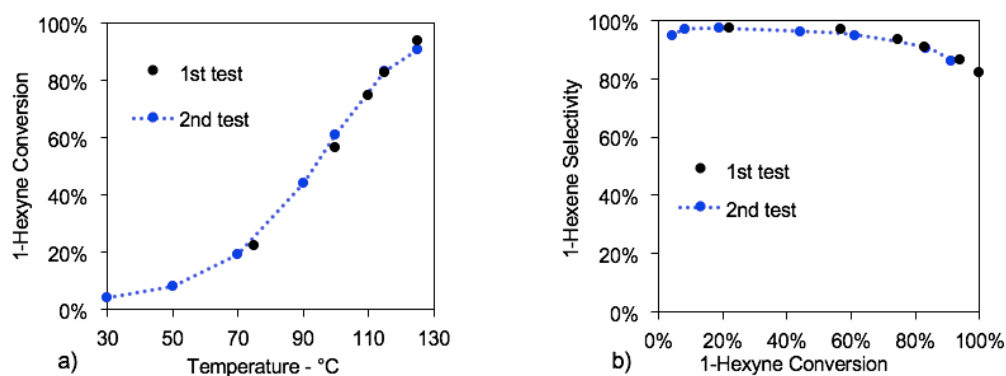 100%
80%
60%
40%
20%
0%
1-Hexyne Conversion
1st test
2nd test
30 50 70 90 110 130
Temperature - °C
a)
100%
80%
60%
40%
20%
0%
1-Hexene Selectivity
1st test
2nd test
0% 20% 40% 60% 80% 100%
1-Hexyne Conversion
b)